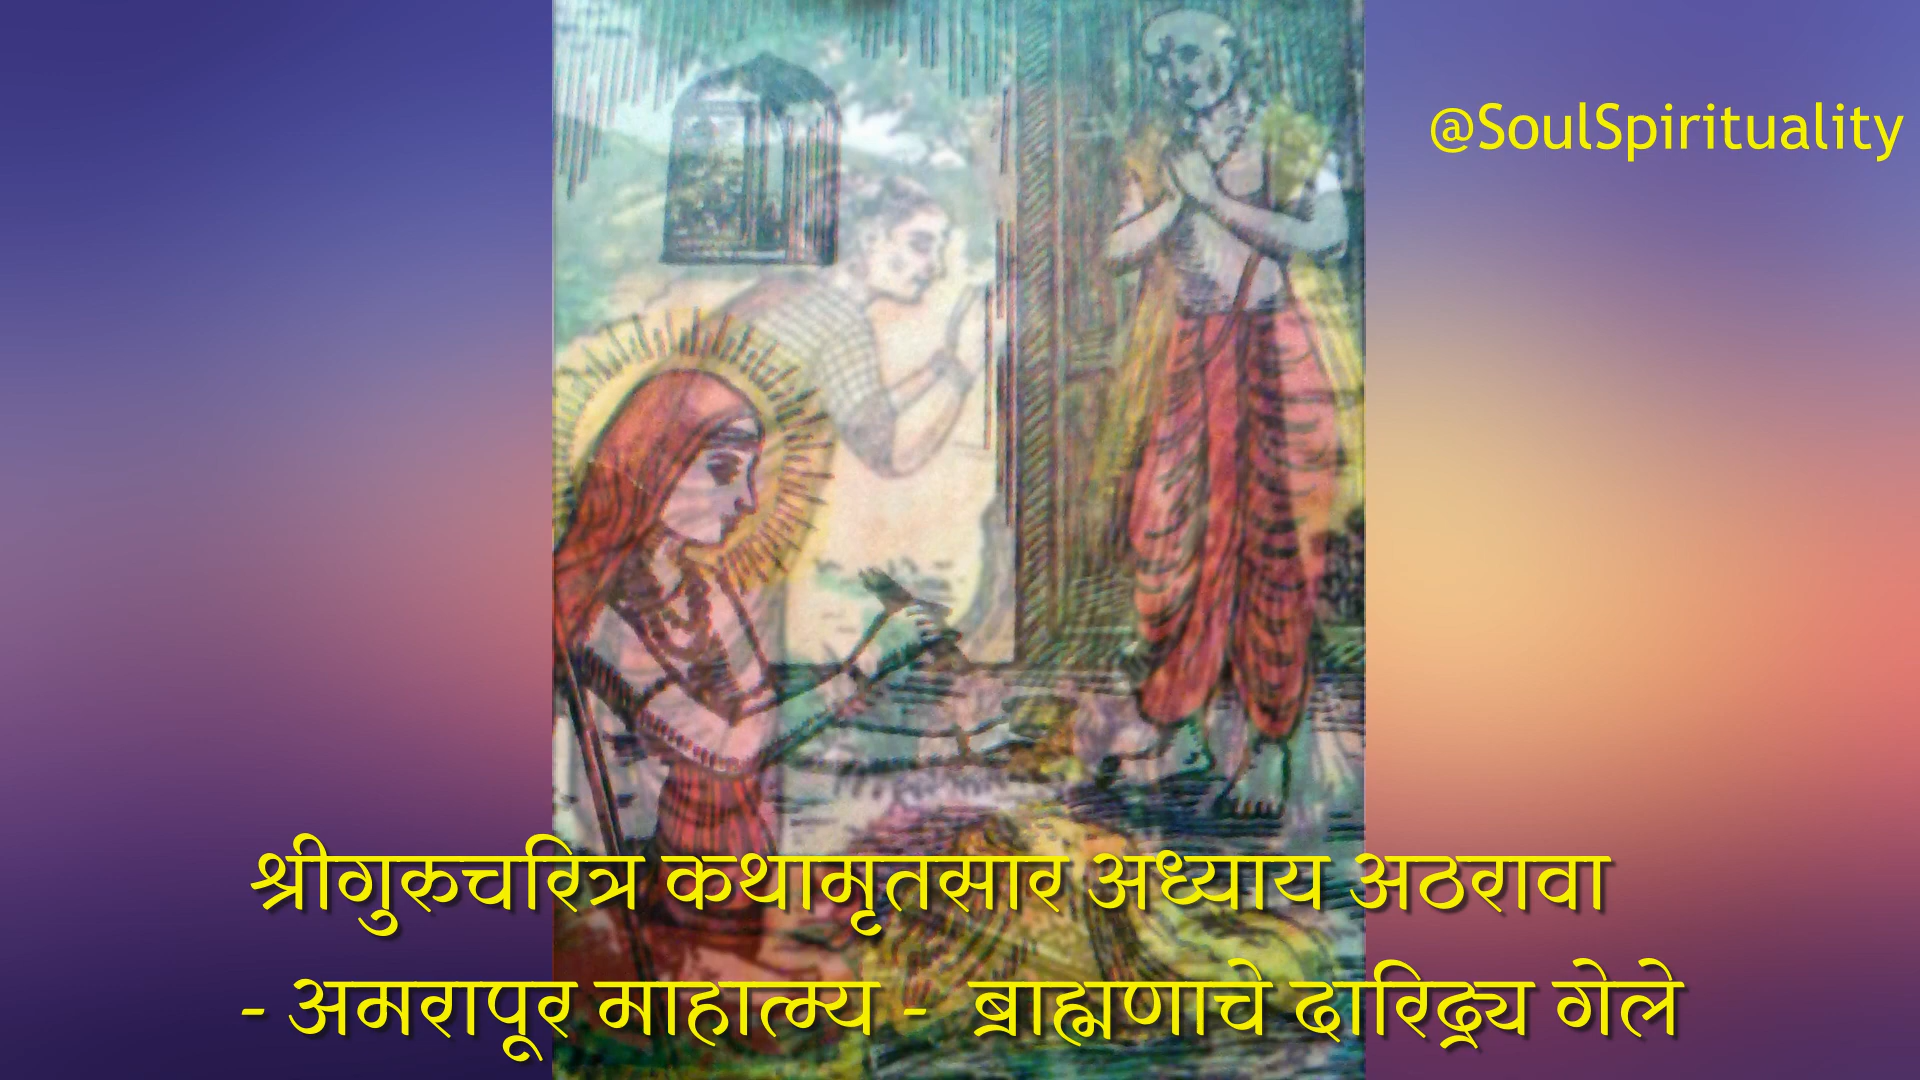 @SoulSpirituality
श्रीगुरुचरित्र कथामृतसार अध्याय अठरावा
- अमरापूर माहात्म्य - ब्राह्मणाचे दारिद्र्य गेले